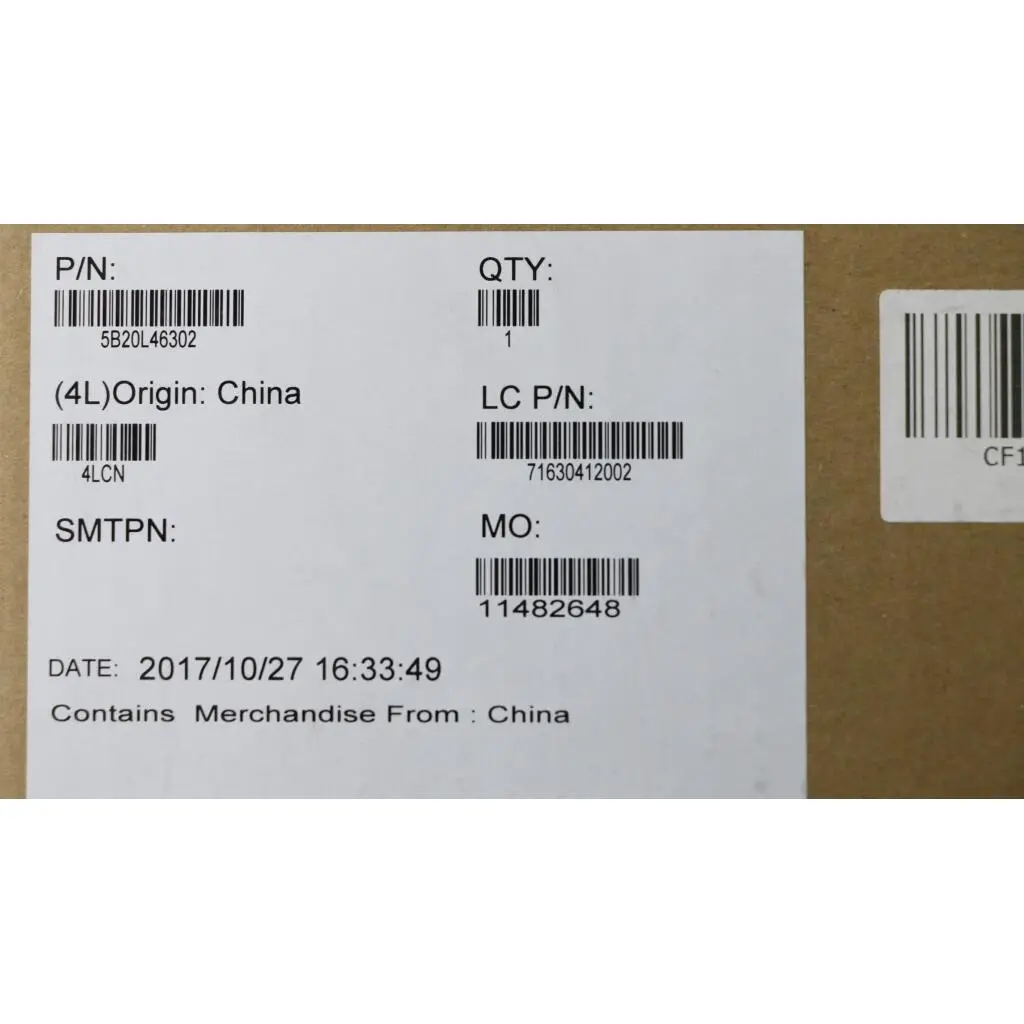 P/N:
5B20L46302
QTY:
1
(4L)Origin: China
4LCN
LC P/N:
71630412002
SMTPN:
MO:
11482648
DATE: 2017/10/27 16:33:49
Contains Merchandise From : China
CF1